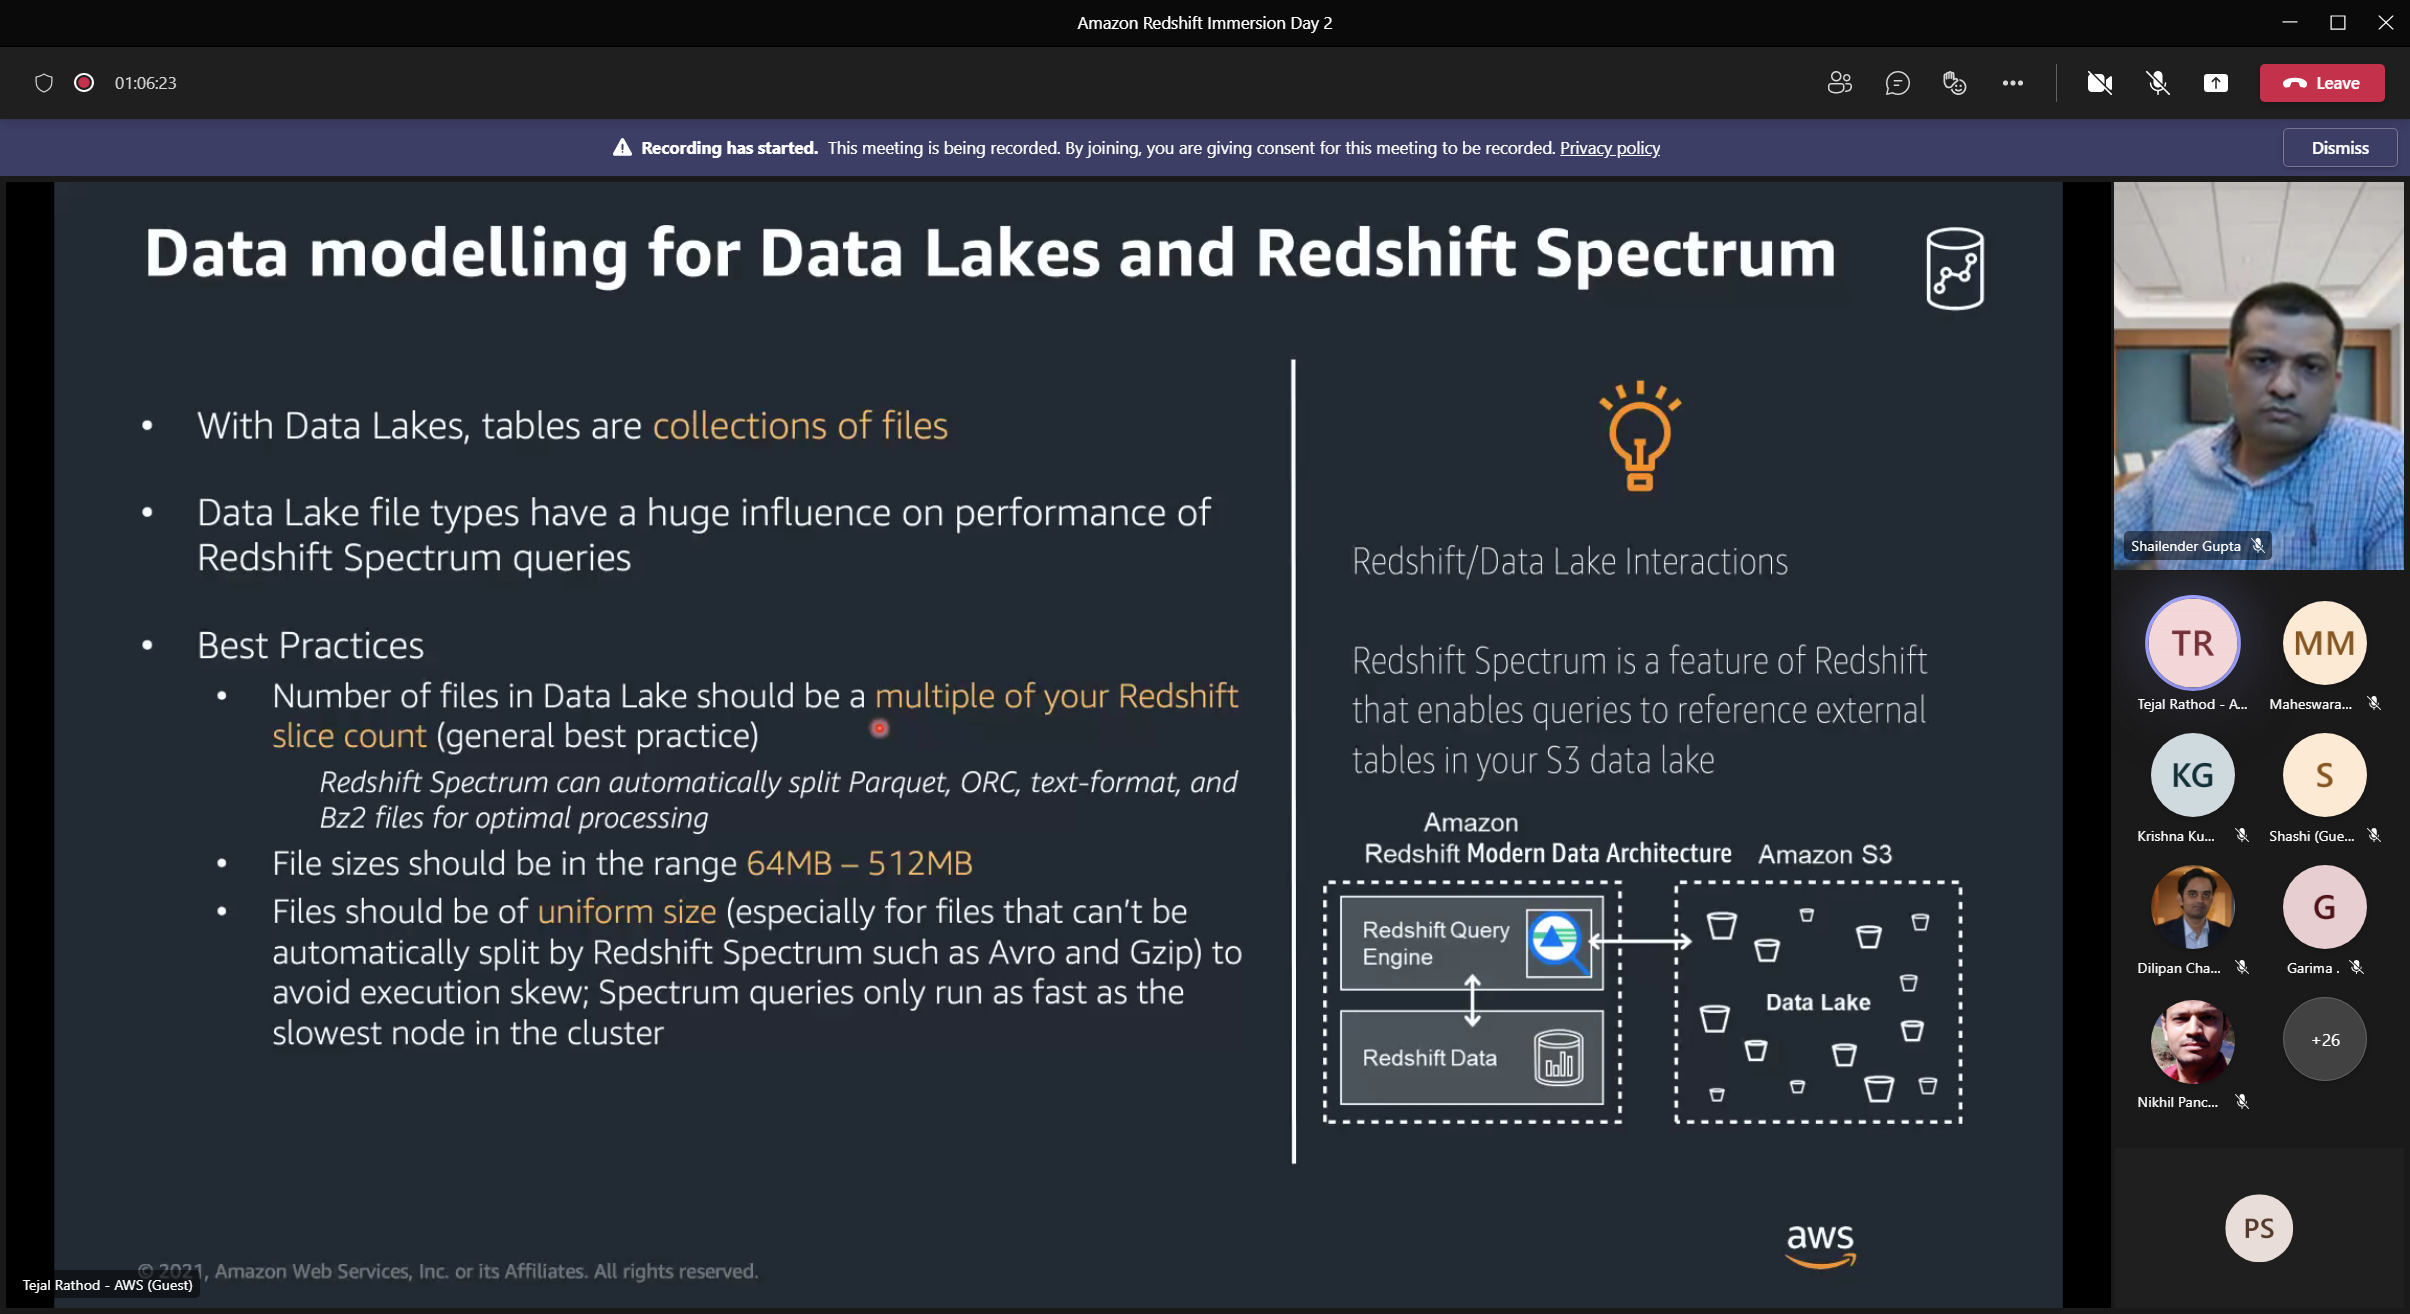 Amazon Redshift Immersion Day 2
01:06:23
Leave
Recording has started. This meeting is being recorded. By joining, you are giving consent for this meeting to be recorded. Privacy policy
Dismiss
Data modelling for Data Lakes and Redshift Spectrum
• With Data Lakes, tables are collections of files
• Data Lake file types have a huge influence on performance of
Redshift Spectrum queries
• Best Practices
• Number of files in Data Lake should be a multiple of your Redshift
slice count (general best practice)
Redshift Spectrum can automatically split Parquet, ORC, text-format, and
Bz2 files for optimal processing
• File sizes should be in the range 64MB – 512MB
• Files should be of uniform size (especially for files that can't be
automatically split by Redshift Spectrum such as Avro and Gzip) to
avoid execution skew; Spectrum queries only run as fast as the
slowest node in the cluster
Redshift/Data Lake Interactions
Redshift Spectrum is a feature of Redshift
that enables queries to reference external
tables in your S3 data lake
Amazon
Redshift Modern Data Architecture Amazon S3
Redshift Query
Engine
Redshift Data
Data Lake
aws
© 2021, Amazon Web Services, Inc. or its Affiliates. All rights reserved.
Tejal Rathod - AWS (Guest)
Shailender Gupta
TR
MM
Tejal Rathod - A...
Maheswara...
KG
S
Krishna Ku...
Shashi (Gue...
G
Dilipan Cha...
Garima .
+26
Nikhil Panc...
PS